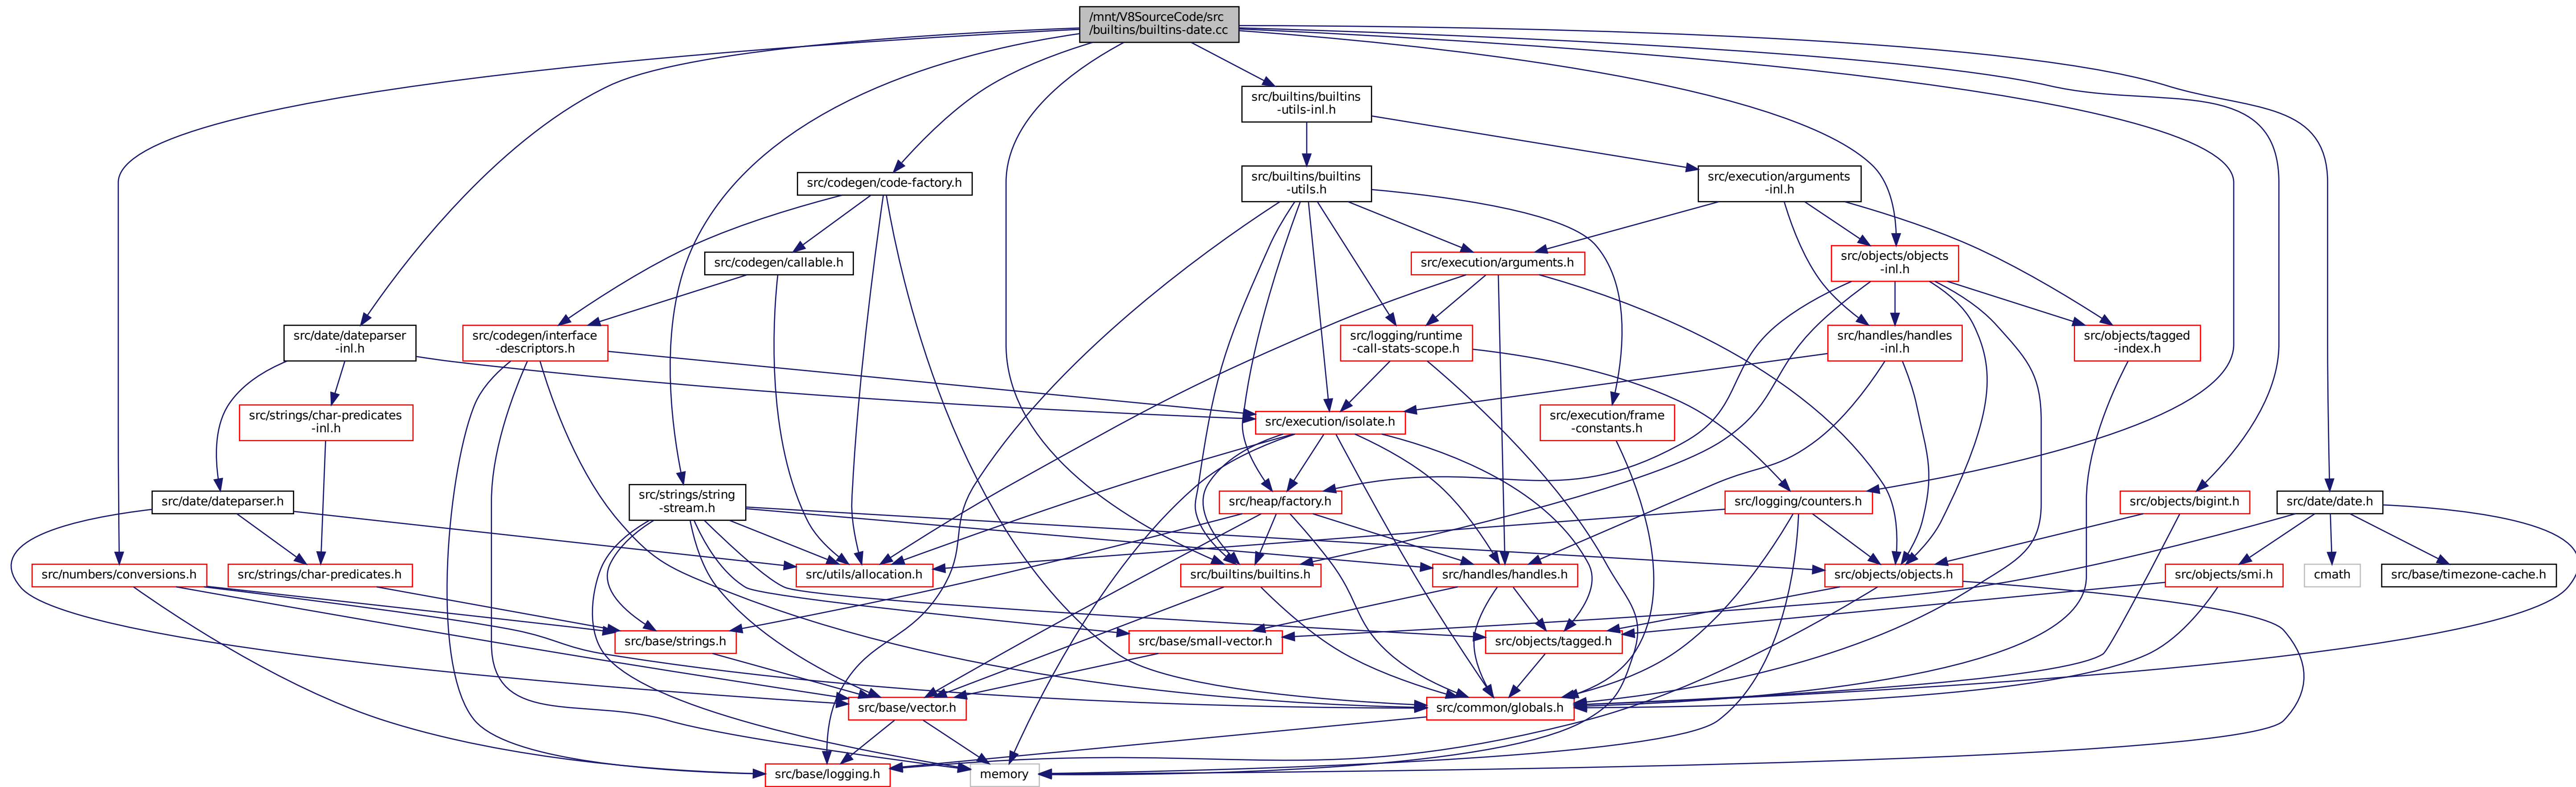 /mnt/V8SourceCode/src
/builtins/builtins-date.cc
src/builtins/builtins
-utils-inl.h
src/codegen/code-factory.h
src/builtins/builtins
-utils.h
src/execution/arguments
-inl.h
src/codegen/callable.h
src/execution/arguments.h
src/objects/objects
-inl.h
src/date/dateparser
-inl.h
src/codegen/interface
-descriptors.h
src/logging/runtime
-call-stats-scope.h
src/handles/handles
-inl.h
src/objects/tagged
-index.h
src/strings/char-predicates
-inl.h
src/execution/isolate.h
src/execution/frame
-constants.h
src/date/dateparser.h
src/strings/string
-stream.h
src/heap/factory.h
src/logging/counters.h
src/objects/bigint.h
src/date/date.h
src/numbers/conversions.h
src/strings/char-predicates.h
src/utils/allocation.h
src/builtins/builtins.h
src/handles/handles.h
src/objects/objects.h
src/objects/smi.h
cmath
src/base/timezone-cache.h
src/base/strings.h
src/base/small-vector.h
src/objects/tagged.h
src/base/vector.h
src/common/globals.h
src/base/logging.h
memory